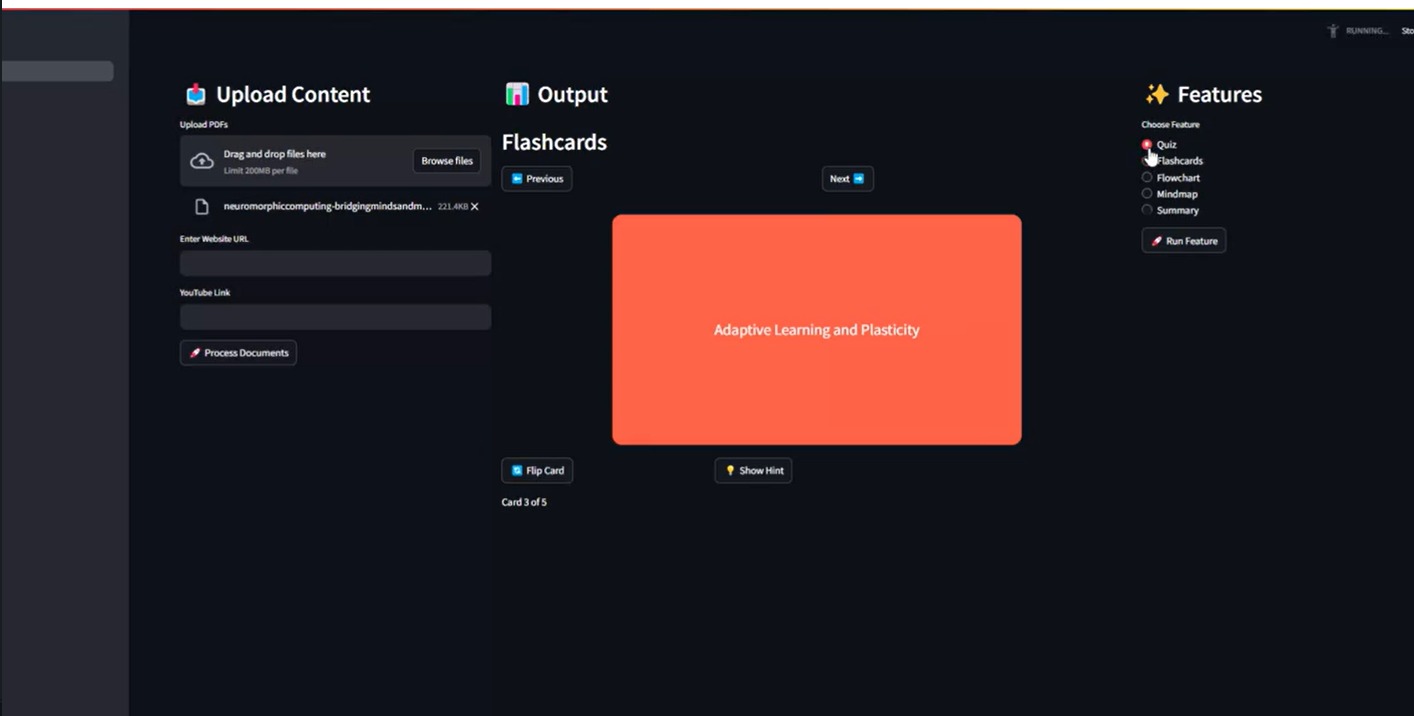 RUNNING...
Sto
Upload Content
Upload PDFs
Drag and drop files here
Limit 200MB per file
Browse files
neuromorphiccomputing-bridgingmindsandm... 221.4KB
Enter Website URL
YouTube Link
Process Documents
Output
Flashcards
Previous
Next
Adaptive Learning and Plasticity
Flip Card
Show Hint
Card 3 of 5
Features
Choose Feature
Quiz
Flashcards
Flowchart
Mindmap
Summary
Run Feature